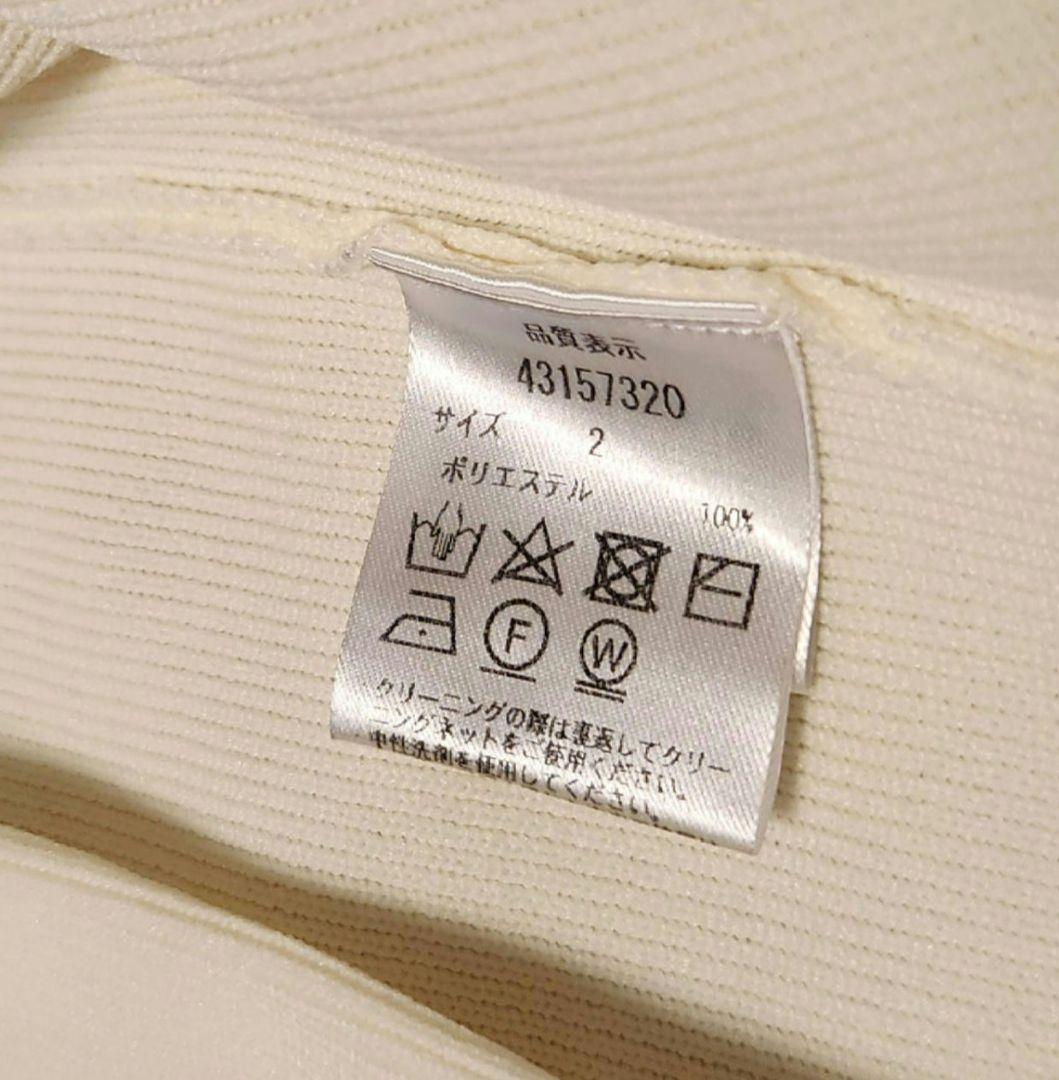 品質表示
43157320
サイズ 2
ポリエステル 100%
F W
クリーニングの際は裏返してクリー
ニングネットをご使用ください。
中性洗剤を使用してください。